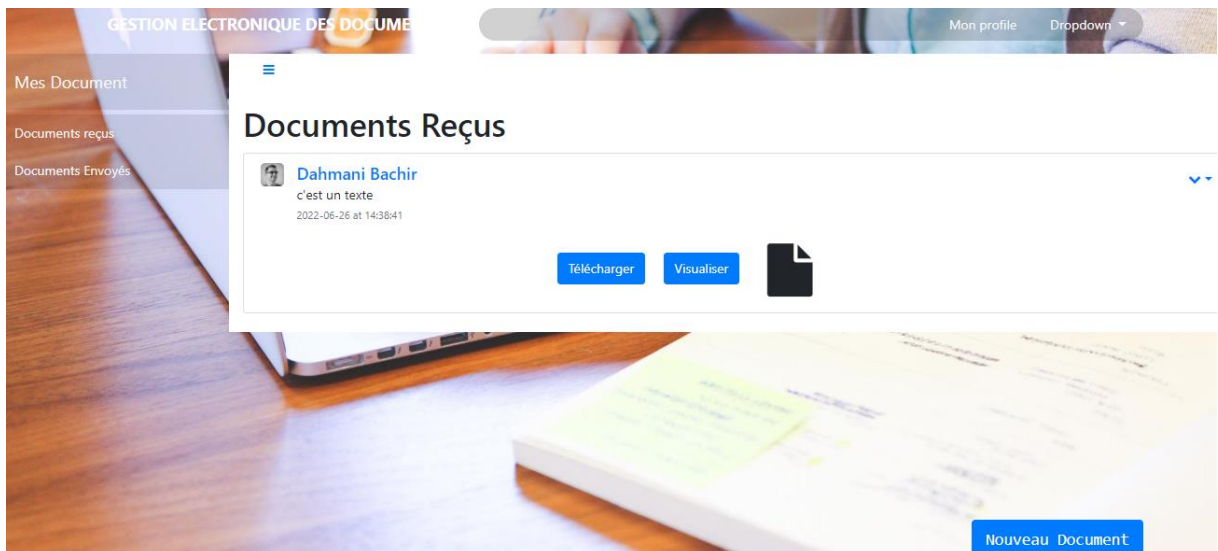 GESTION ELECTRONIQUE DES DOCUME
Mon profile
Dropdown
Mes Document
Documents reçus
Documents Envoyés
Documents Reçus
Dahmani Bachir
c'est un texte
2022-06-26 at 14:38:41
Télécharger
Visualiser
Nouveau Document